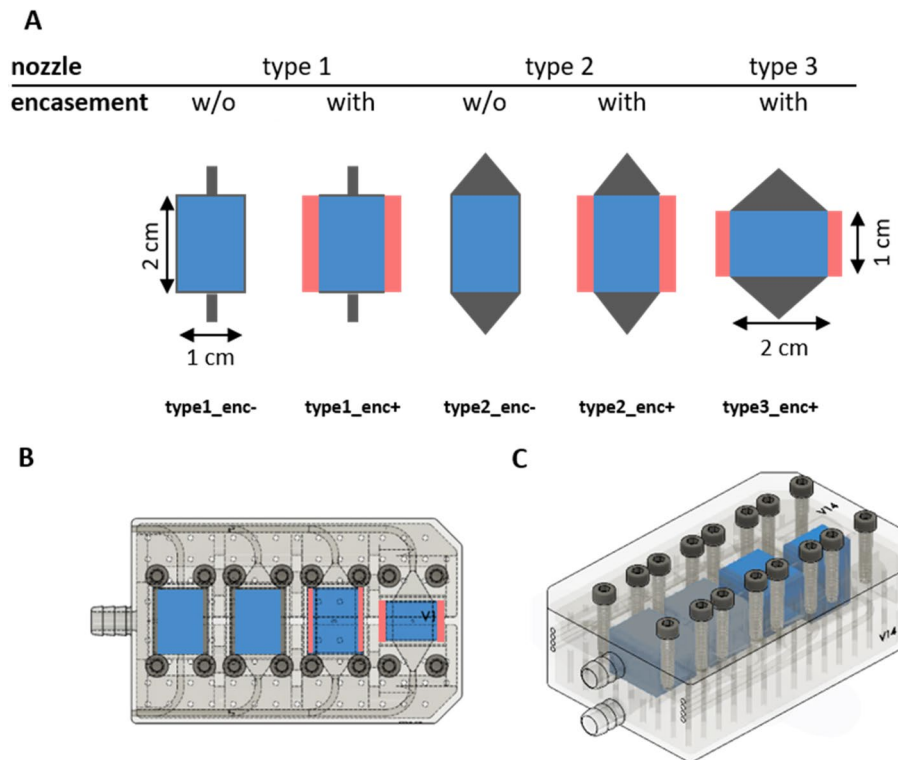 A
nozzle type 1 type 2 type 3
encasement w/o with w/o with with
2 cm
1 cm
1 cm
2 cm
type1_enc- type1_enc+ type2_enc- type2_enc+ type3_enc+
B
C
V14
V14